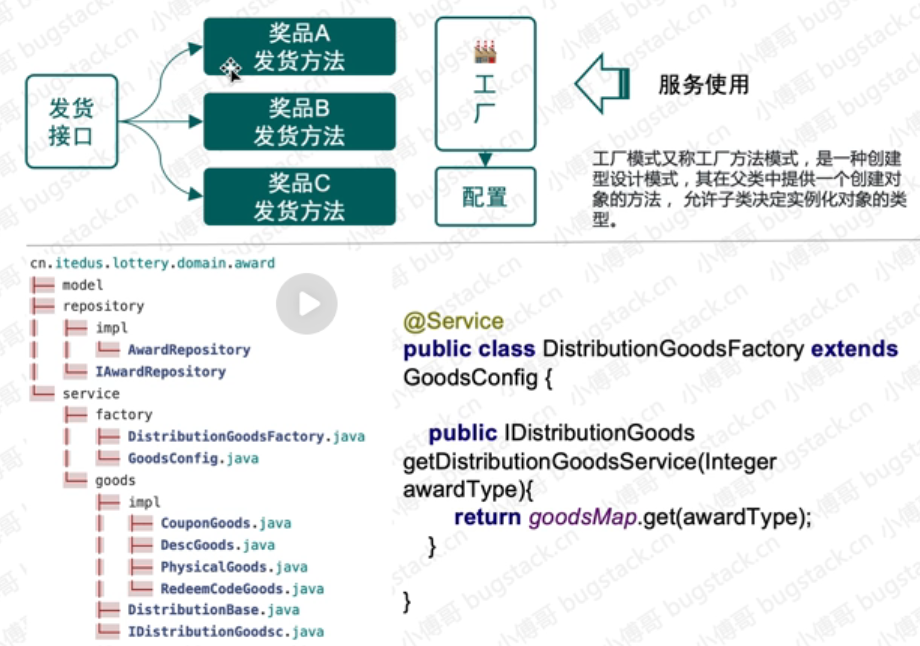 发货
接口
奖品A
发货方法
奖品B
发货方法
奖品C
发货方法
工
厂
配置
服务使用
工厂模式又称工厂方法模式，是一种创建
型设计模式，其在父类中提供一个创建对
象的方法， 允许子类决定实例化对象的类
型。
cn.itedus.lottery.domain.award
model
repository
impl
AwardRepository
IAwardRepository
service
factory
DistributionGoodsFactory.java
GoodsConfig.java
goods
impl
CouponGoods.java
DescGoods.java
PhysicalGoods.java
RedeemCodeGoods.java
DistributionBase.java
IDistributionGoodsc.java
@Service
public class DistributionGoodsFactory extends
GoodsConfig {
public IDistributionGoods
getDistributionGoodsService(Integer
awardType){
return goodsMap.get(awardType);
}
}
小傅哥 bugstack.cn